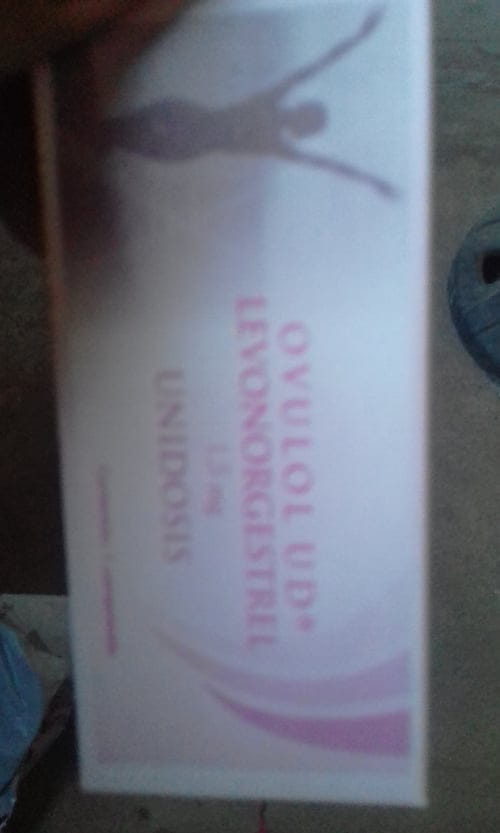 OVULOL UD®
LEVONORGESTREL
1.5 mg
UNIDOSIS